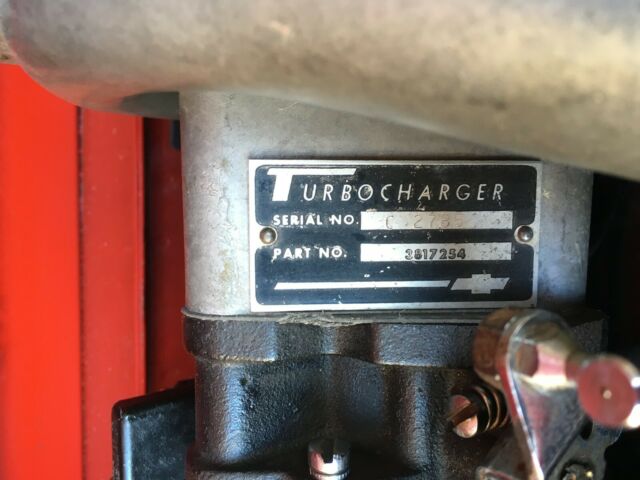 TURBOCHARGER
SERIAL NO.
PART NO. 3817254